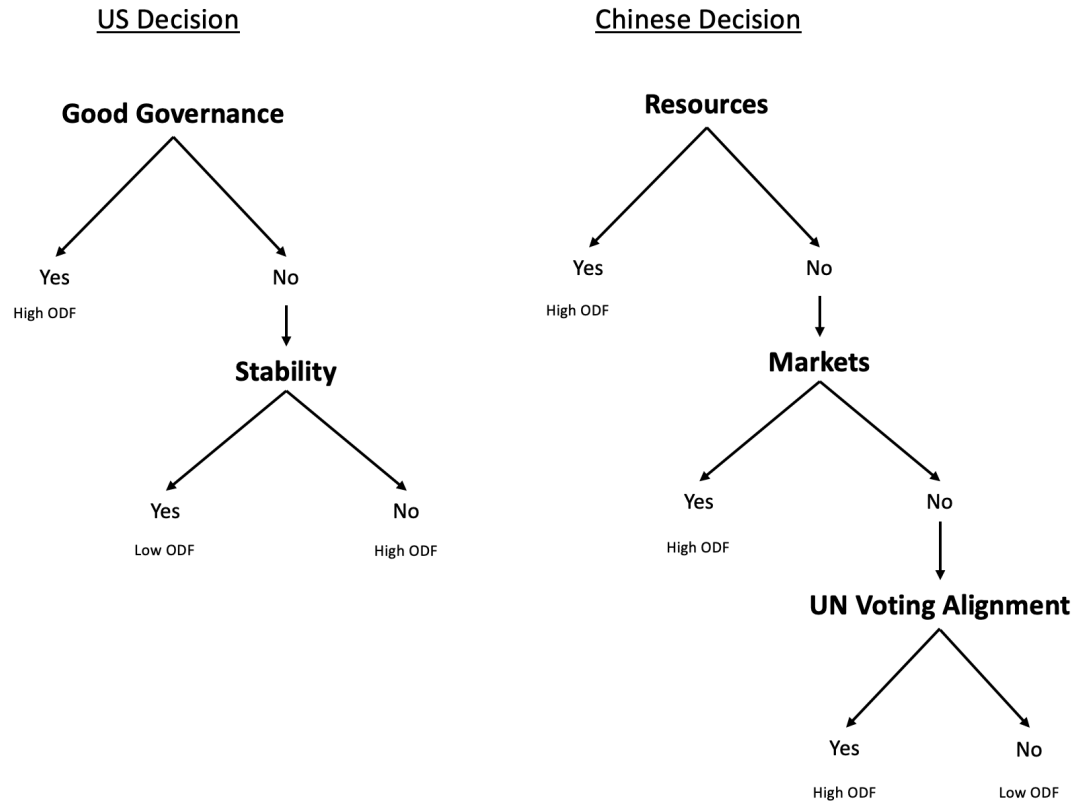 US Decision
Good Governance
Yes
No
High ODF
Stability
Yes
No
Low ODF
High ODF
Chinese Decision
Resources
Yes
No
High ODF
Markets
Yes
No
High ODF
UN Voting Alignment
Yes
No
High ODF
Low ODF